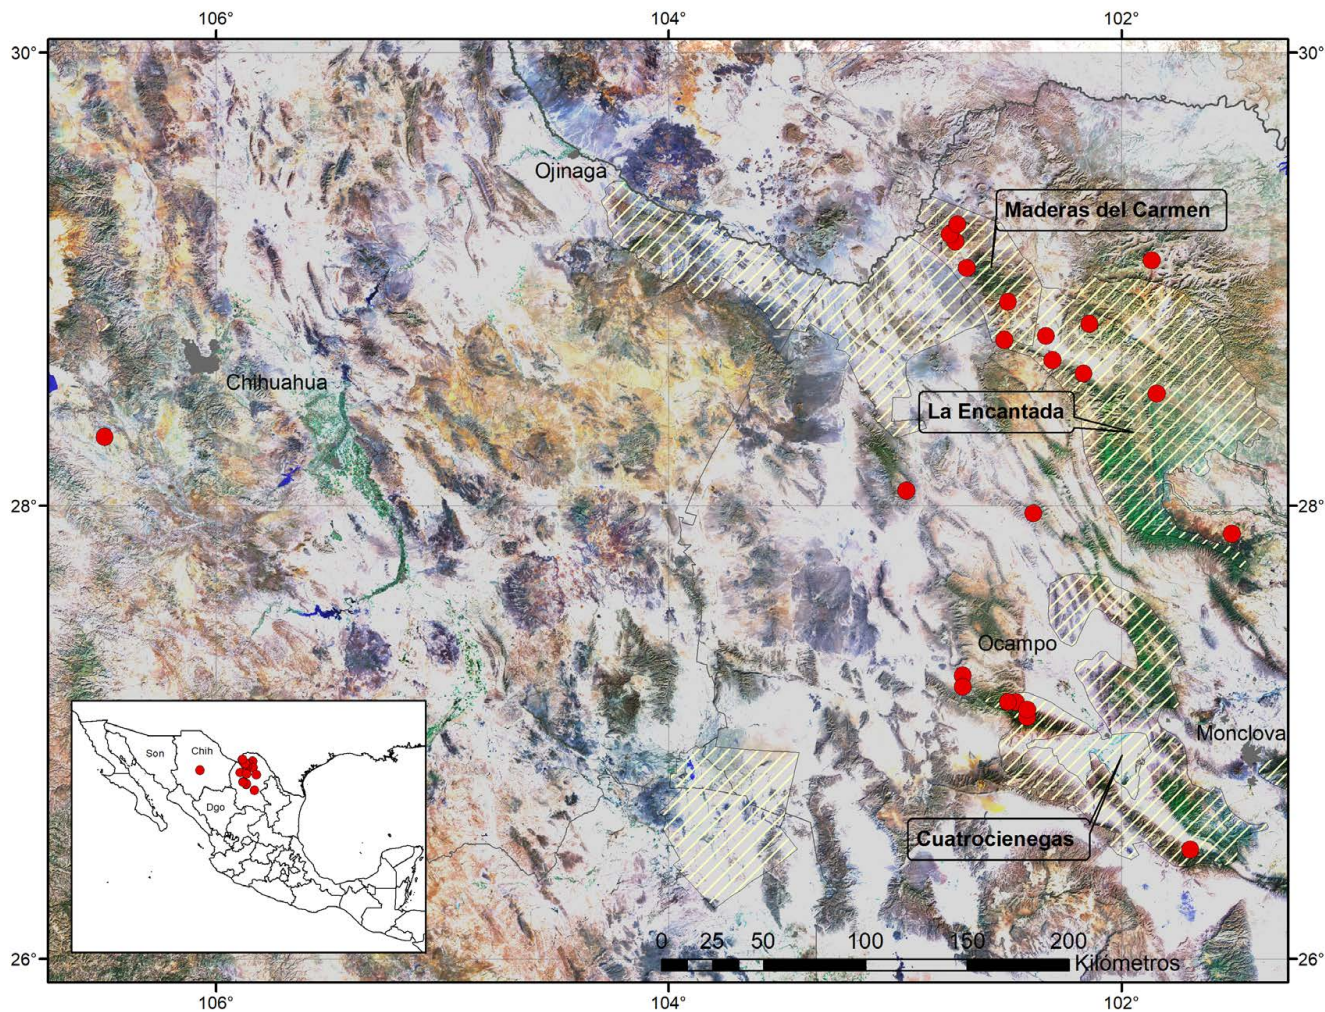 106° 104° 102°
30° 30°
Maderas del Carmen
Ojinaga
Chihuahua
La Encantada
28° 28°
Ocampo
Monclova
Son Chih
Dgo
Cuatrocienegas
0 25 50 100 150 200
Kilómetros
26° 26°
106° 104° 102°